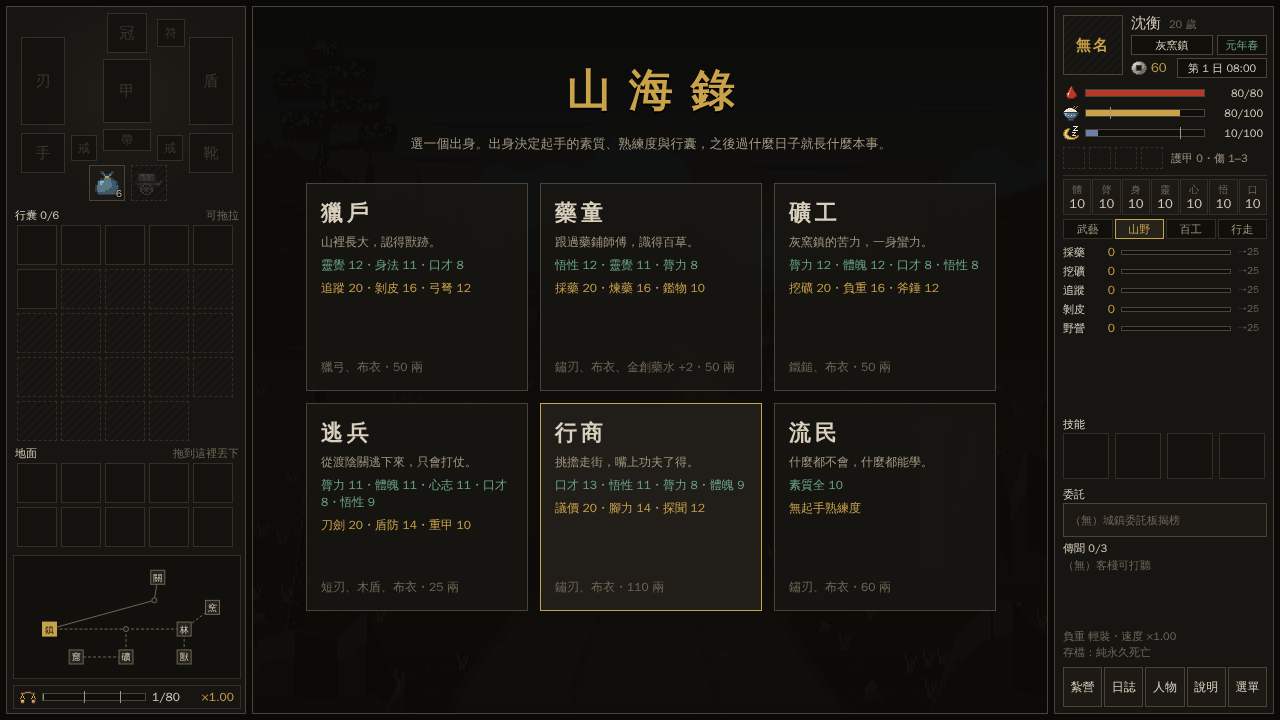 冠
符
刃
甲
盾
手
戒
帶
戒
靴
6
行囊 0/6
可拖拉
地面
拖到這裡丟下
關
窯
鎮
林
窟
礦
獸
1/80
×1.00
山海錄
選一個出身。出身決定起手的素質、熟練度與行囊，之後過什麼日子就長什麼本事。
獵戶
山裡長大，認得獸跡。
靈覺 12・身法 11・口才 8
追蹤 20・剝皮 16・弓弩 12
獵弓、布衣・50 兩
藥童
跟過藥鋪師傅，識得百草。
悟性 12・靈覺 11・膂力 8
採藥 20・煉藥 16・鑑物 10
鏽刃、布衣、金創藥水 +2・50 兩
礦工
灰窯鎮的苦力，一身蠻力。
膂力 12・體魄 12・口才 8・悟性 8
挖礦 20・負重 16・斧錘 12
鐵鎚、布衣・50 兩
逃兵
從渡陰關逃下來，只會打仗。
膂力 11・體魄 11・心志 11・口才
8・悟性 9
刀劍 20・盾防 14・重甲 10
短刃、木盾、布衣・25 兩
行商
挑擔走街，嘴上功夫了得。
口才 13・悟性 11・膂力 8・體魄 9
議價 20・腳力 14・探聞 12
鏽刃、布衣・110 兩
流民
什麼都不會，什麼都能學。
素質全 10
無起手熟練度
鏽刃、布衣・60 兩
無名
沈衡 20 歲
灰窯鎮
元年春
60
第 1 日 08:00
80/80
80/100
10/100
護甲 0・傷 1–3
體 膂 身 靈 心 悟 口
10 10 10 10 10 10 10
武藝 山野 百工 行走
採藥 0 →25
挖礦 0 →25
追蹤 0 →25
剝皮 0 →25
野營 0 →25
技能
委託
（無）城鎮委託板揭榜
傳聞 0/3
（無）客棧可打聽
負重 輕裝・速度 ×1.00
存檔：純永久死亡
紮營 日誌 人物 說明 選單